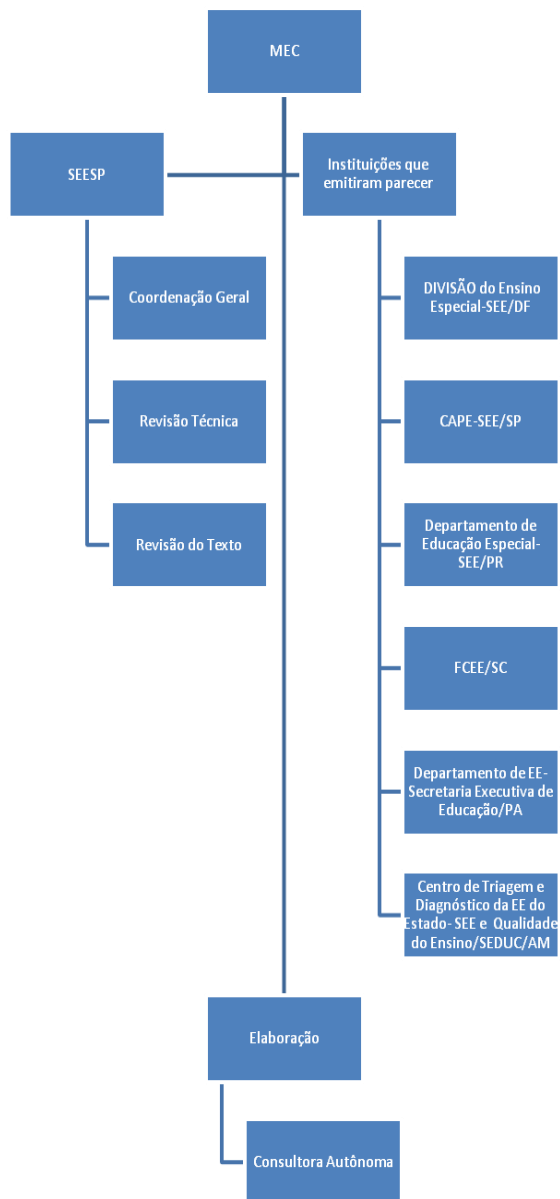 MEC
SEESP
Instituições que
emitiram parecer
Coordenação Geral
Revisão Técnica
Revisão do Texto
DIVISÃO do Ensino
Especial-SEE/DF
CAPE-SEE/SP
Departamento de
Educação Especial-
SEE/PR
FCEE/SC
Departamento de EE-
Secretaria Executiva de
Educação/PA
Centro de Triagem e
Diagnóstico da EE do
Estado- SEE e Qualidade
do Ensino/SEDUC/AM
Elaboração
Consultora Autônoma